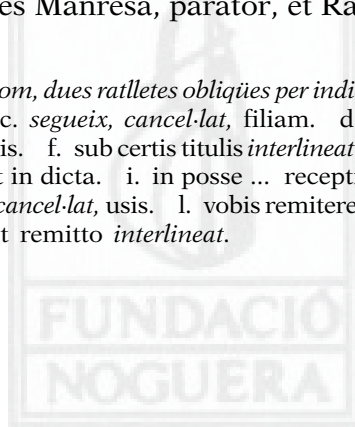 es Manresa, parator, et Ra
om, dues ratlletes obliqües per indi
c. segueix, cancel·lat, filiam. d
is. f. sub certis titulis interlineat
t in dicta. i. in posse ... recepti
cancel·lat, usis. l. vobis remitere
t remitto interlineat.
FUNDACIÓ
NOGUERA